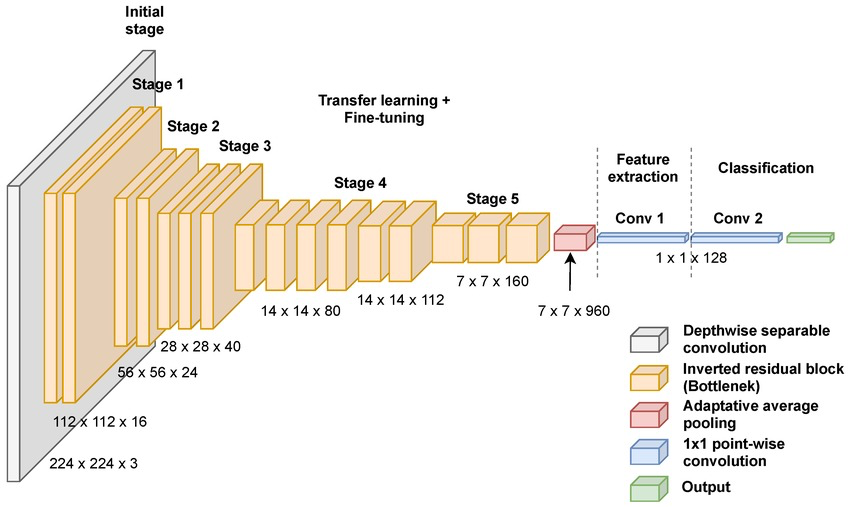 Initial
stage
Stage 1
Stage 2
Stage 3
Transfer learning +
Fine-tuning
Stage 4
Stage 5
Feature
extraction
Classification
Conv 1
Conv 2
1 x 1 x 128
7 x 7 x 160
14 x 14 x 112
14 x 14 x 80
7 x 7 x 960
28 x 28 x 40
56 x 56 x 24
112 x 112 x 16
224 x 224 x 3
Depthwise separable
convolution
Inverted residual block
(Bottlenek)
Adaptative average
pooling
1x1 point-wise
convolution
Output